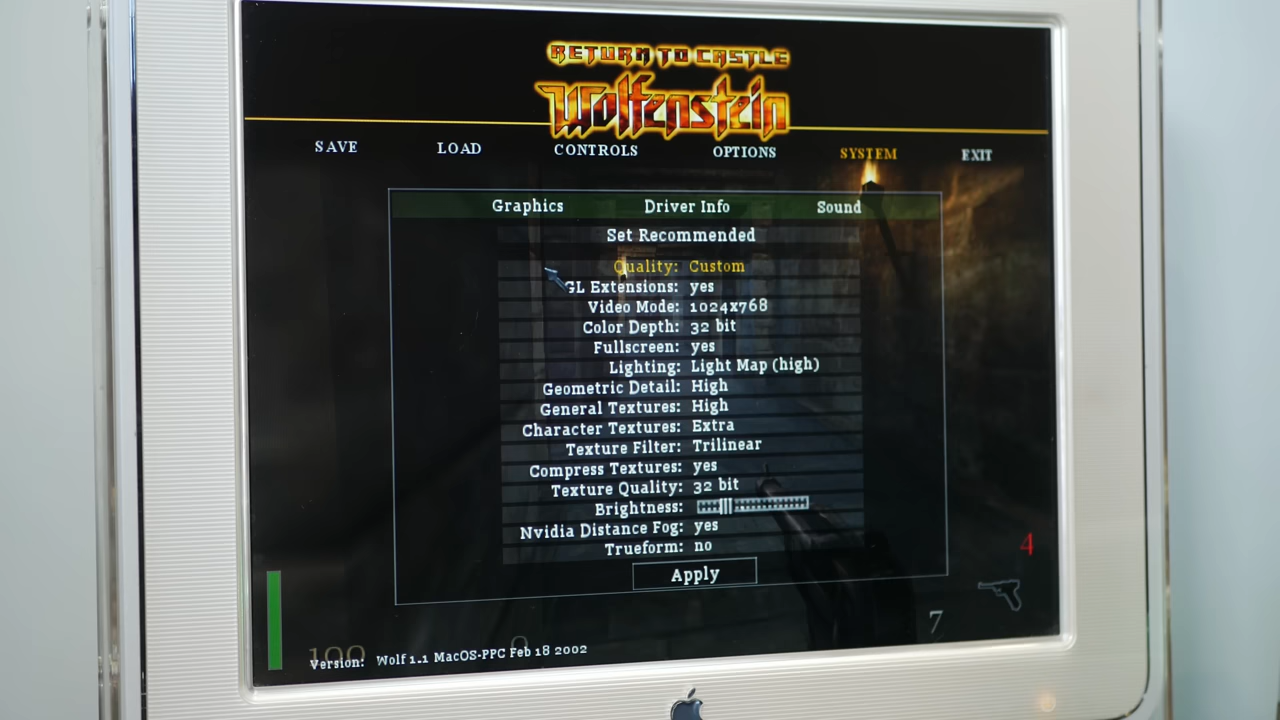 RETURN TO CASTLE
Wolfenstein
SAVE LOAD CONTROLS OPTIONS SYSTEM EXIT
Graphics Driver Info Sound
Set Recommended
Quality: Custom
GL Extensions: yes
Video Mode: 1024x768
Color Depth: 32 bit
Fullscreen: yes
Lighting: Light Map (high)
Geometric Detail: High
General Textures: High
Character Textures: Extra
Texture Filter: Trilinear
Compress Textures: yes
Texture Quality: 32 bit
Brightness:
Nvidia Distance Fog: yes
Trueform: no
4
Apply
7
100 0
Version: Wolf 1.1 MacOS-PPC Feb 18 2002